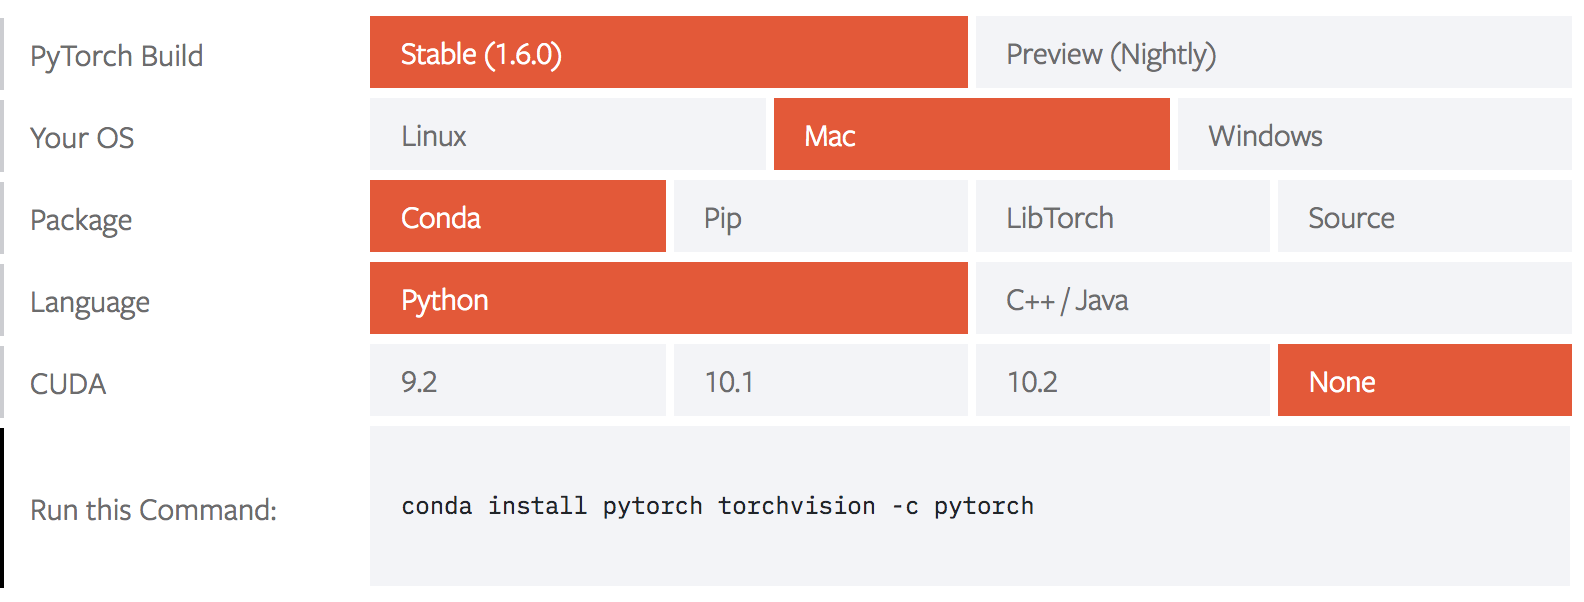 PyTorch Build Stable (1.6.0) Preview (Nightly)
Your OS Linux Mac Windows
Package Conda Pip LibTorch Source
Language Python C++ / Java
CUDA 9.2 10.1 10.2 None
Run this Command: conda install pytorch torchvision -c pytorch